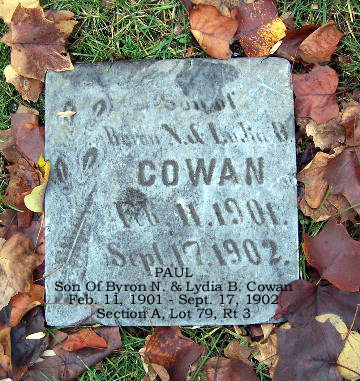 Son of
Byron N. & Lydia B.
COWAN
Feb 11. 1901.
Sept 17. 1902.
PAUL
Son Of Byron N. & Lydia B. Cowan
Feb. 11, 1901 - Sept. 17, 1902
Section A, Lot 79, Rt 3